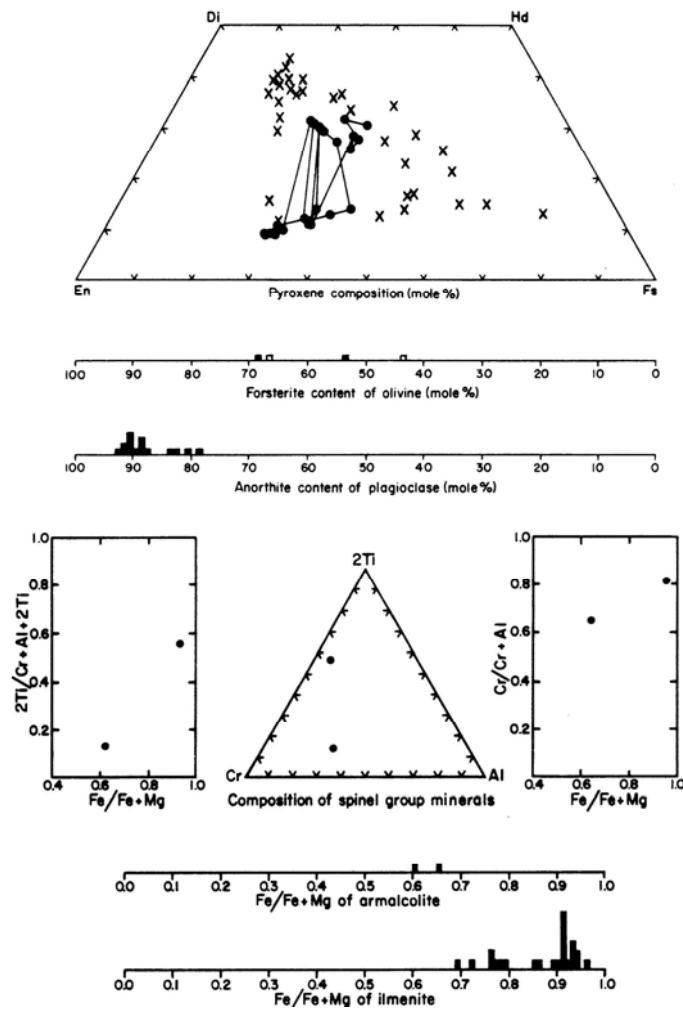 Di Hd
En Pyroxene composition (mole %) Fs
100 90 80 70 60 50 40 30 20 10 0
Forsterite content of olivine (mole %)
100 90 80 70 60 50 40 30 20 10 0
Anorthite content of plagioclase (mole %)
2Ti/Cr+Al+2Ti
1.0
0.8
0.6
0.4
0.2
0.4 0.6 0.8 1.0
Fe/Fe+Mg
2Ti
Cr Al
Composition of spinel group minerals
Cr/Cr+Al
1.0
0.8
0.6
0.4
0.2
0.4 0.6 0.8 1.0
Fe/Fe+Mg
0.0 0.1 0.2 0.3 0.4 0.5 0.6 0.7 0.8 0.9 1.0
Fe/Fe+Mg of armalcolite
0.0 0.1 0.2 0.3 0.4 0.5 0.6 0.7 0.8 0.9 1.0
Fe/Fe+Mg of ilmenite